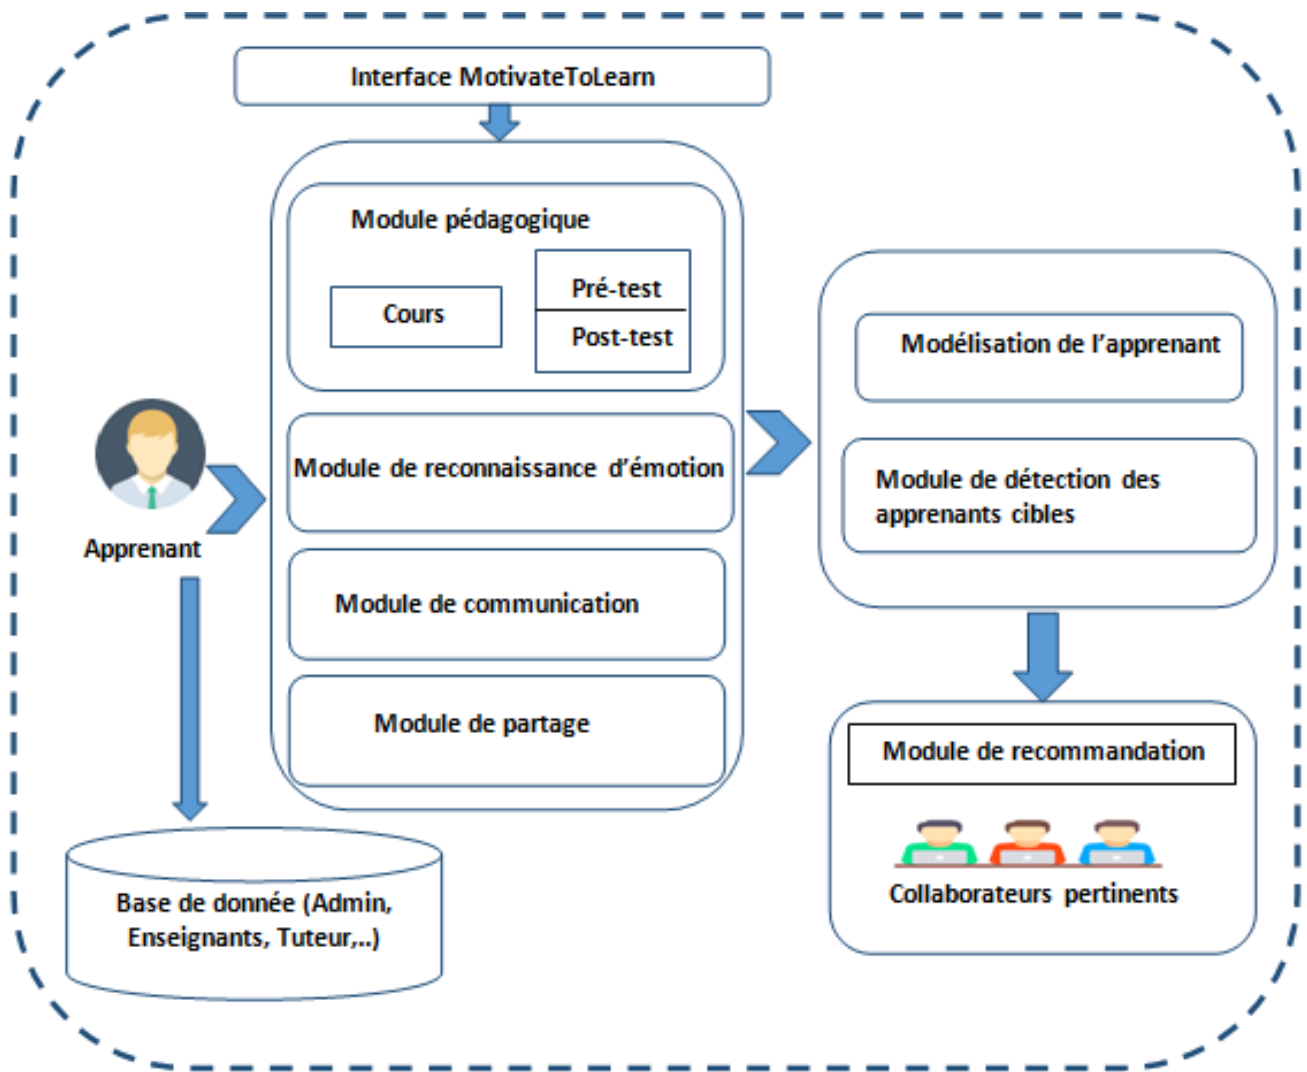 Interface MotivateToLearn
Module pédagogique
Cours
Pré-test
Post-test
Module de reconnaissance d'émotion
Module de communication
Module de partage
Apprenant
Base de donnée (Admin,
Enseignants, Tuteur,..)
Modélisation de l'apprenant
Module de détection des
apprenants cibles
Module de recommandation
Collaborateurs pertinents